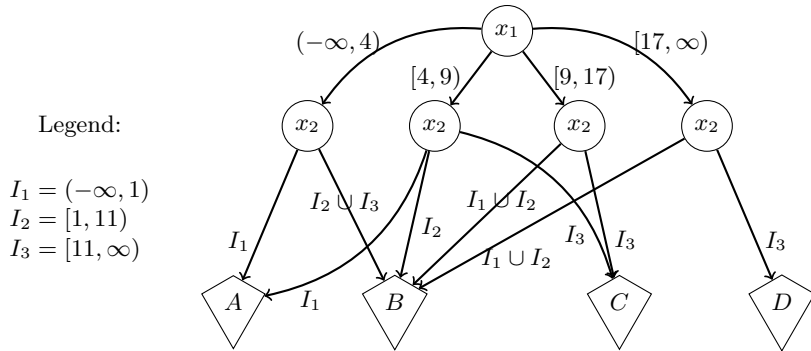 x₁
(−∞, 4)
[17, ∞)
[4, 9)
[9, 17)
x₂
x₂
x₂
x₂
Legend:
I₁ = (−∞, 1)
I₂ = [1, 11)
I₃ = [11, ∞)
I₂ ∪ I₃
I₁ ∪ I₂
I₁
I₂
I₃
I₃
I₃
I₁ ∪ I₂
I₁
A
B
C
D